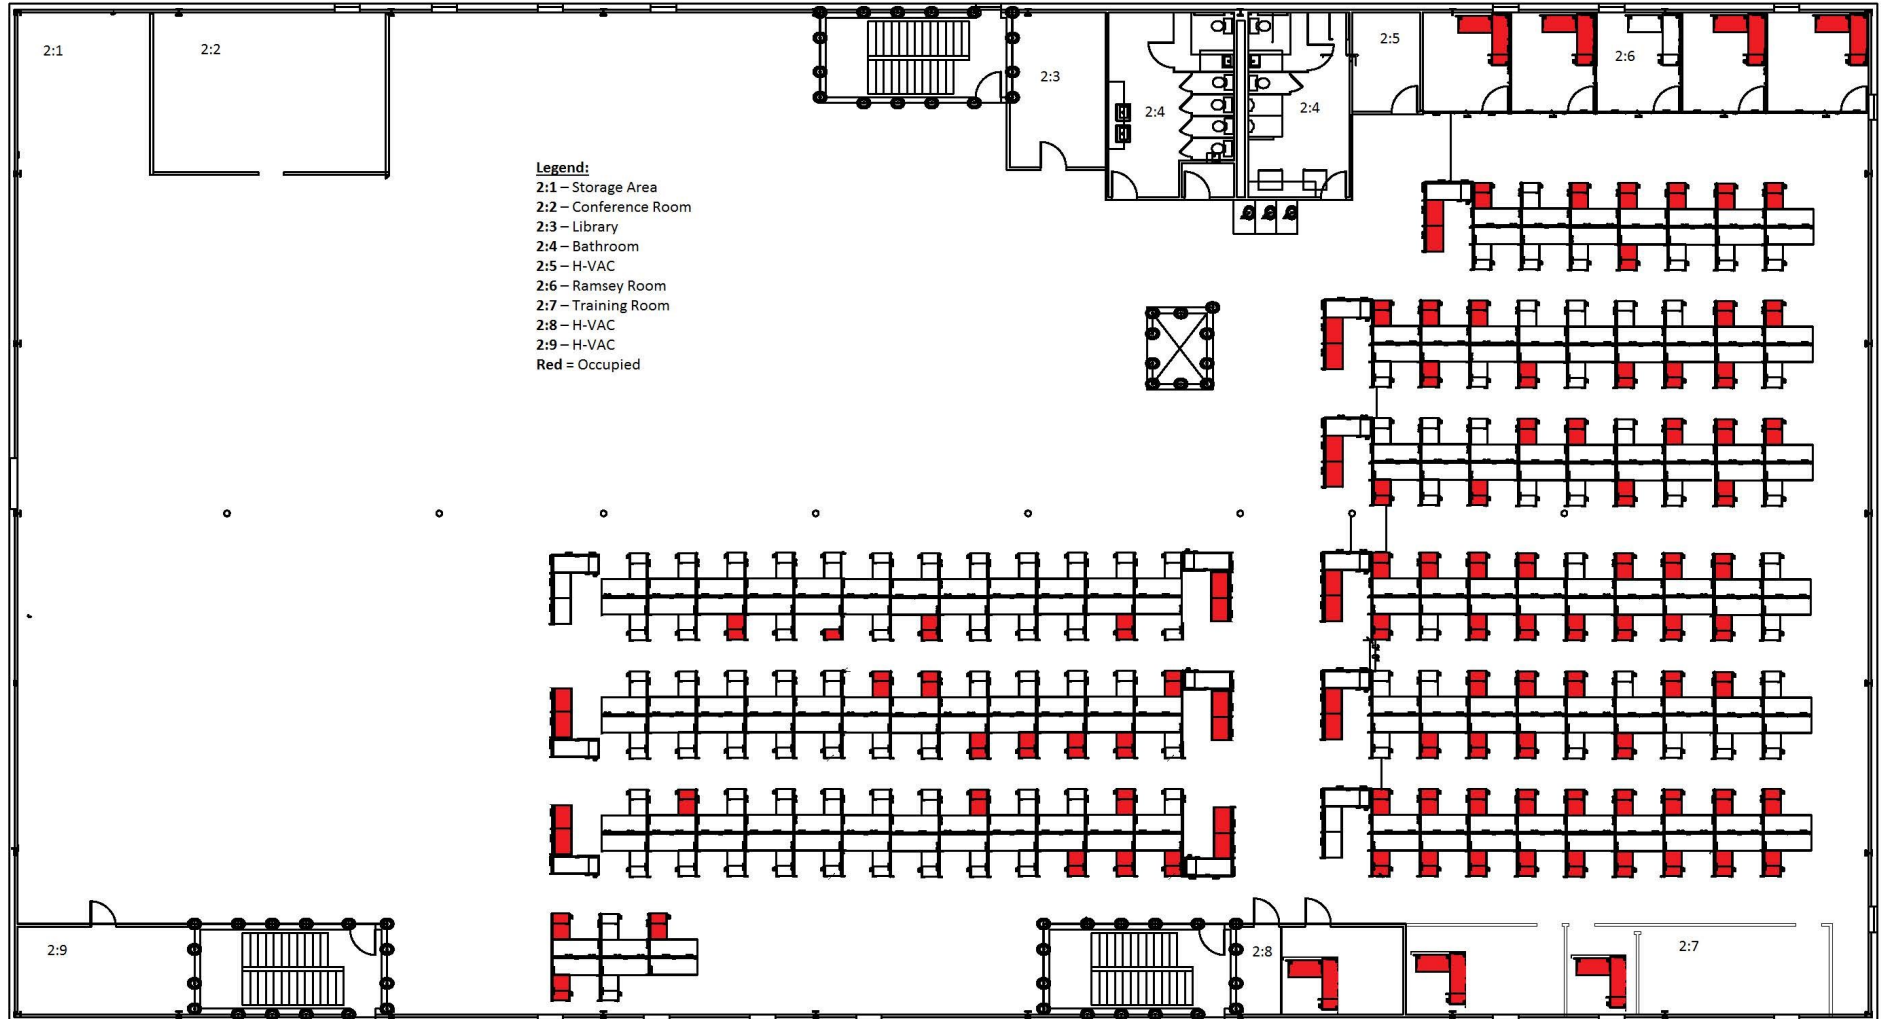 2:1
2:2
2:3
2:4
2:4
2:5
2:6
Legend:
2:1 – Storage Area
2:2 – Conference Room
2:3 – Library
2:4 – Bathroom
2:5 – H-VAC
2:6 – Ramsey Room
2:7 – Training Room
2:8 – H-VAC
2:9 – H-VAC
Red = Occupied
2:9
2:8
2:7